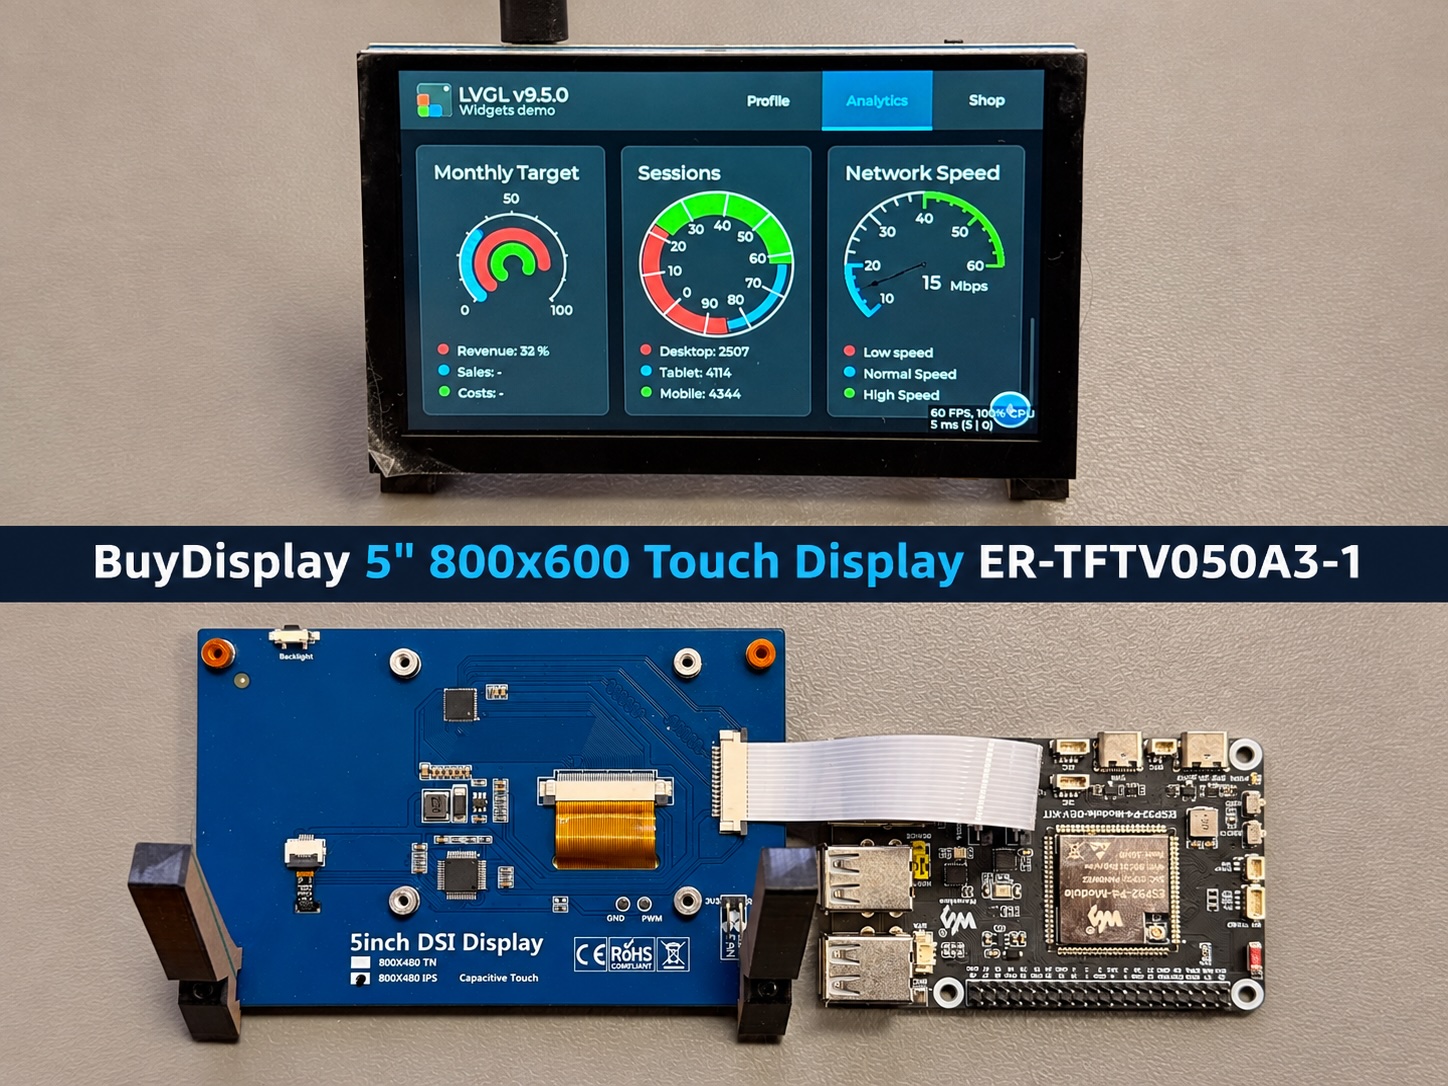 LVGL v9.5.0
Widgets demo
Profile
Analytics
Shop
Monthly Target
50
0
100
Revenue: 32 %
Sales: -
Costs: -
Sessions
30
40
50
20
60
10
70
0
90
80
Desktop: 2507
Tablet: 4114
Mobile: 4344
Network Speed
40
30
50
20
60
15 Mbps
10
Low speed
Normal Speed
High Speed
60 FPS, 100% CPU
5 ms (5 | 0)
BuyDisplay 5" 800x600 Touch Display ER-TFTV050A3-1
Backlight
GND
PWM
5inch DSI Display
800X480 TN
800X480 IPS
Capacitive Touch
CE
RoHS
COMPLIANT
ESP32-P4-Module-DEV-KIT
ESP32-P4-Module